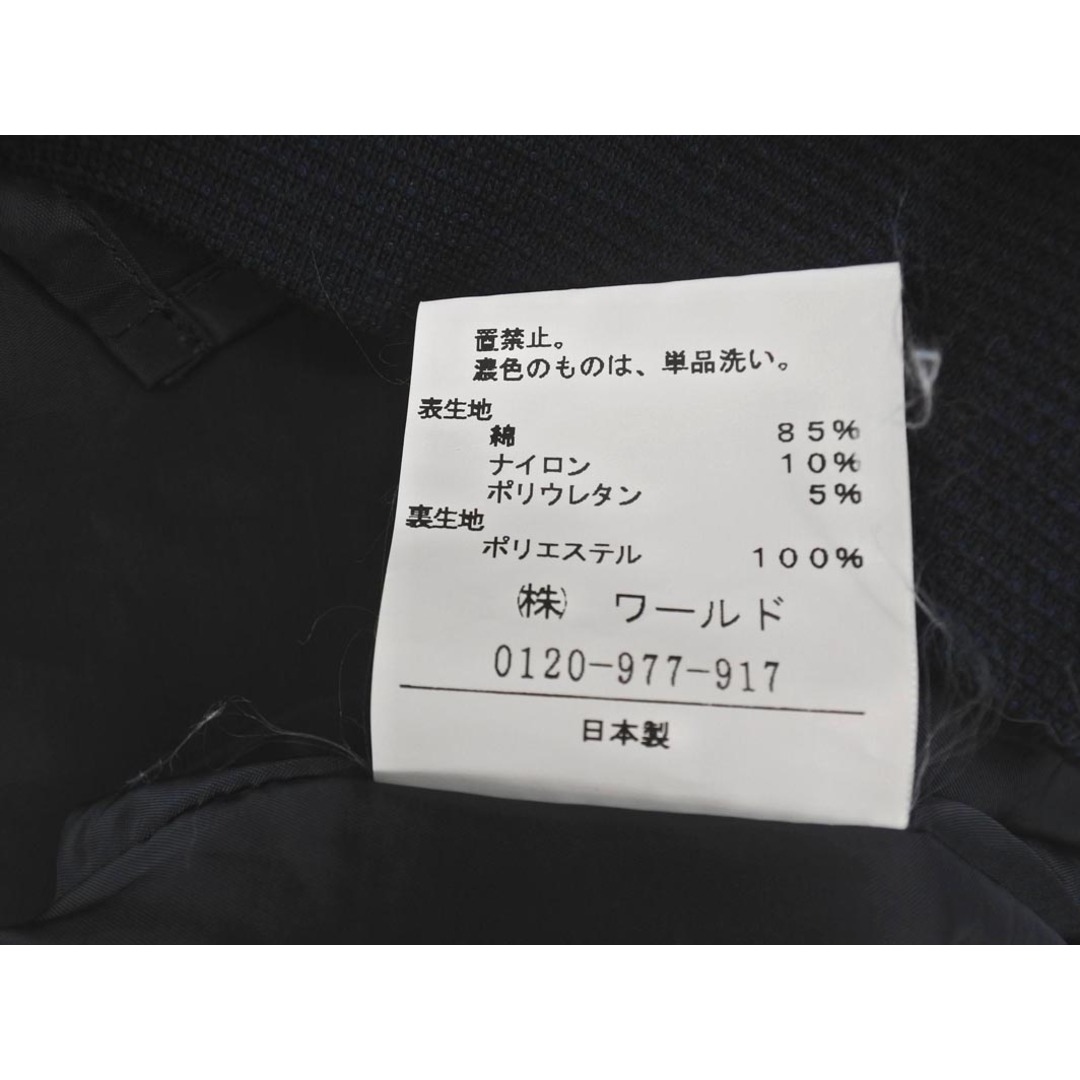 置禁止。
濃色のものは、単品洗い。
表生地
綿 85%
ナイロン 10%
ポリウレタン 5%
裏生地
ポリエステル 100%
㈱ ワールド
0120-977-917
日本製